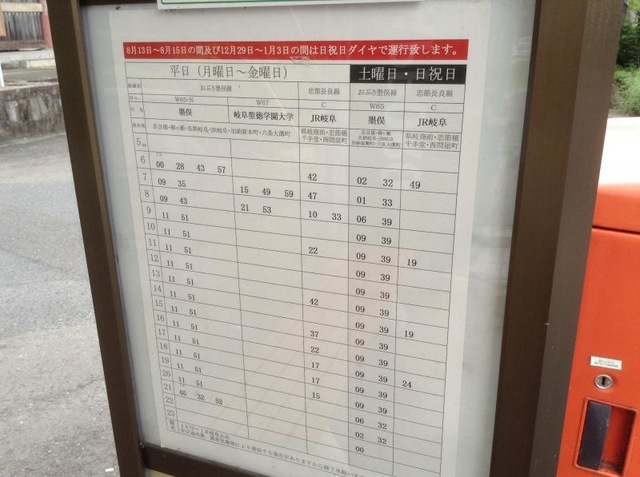 8月13日～8月15日の間及び12月29日～1月3日の間は日祝日ダイヤで運行致します。
平日（月曜日～金曜日） 土曜日・日祝日
おぶさ墨俣線 忠節長良線 おぶさ墨俣線 忠節長良線
W65/N W67 C W65 C
墨俣 岐阜聖徳学園大学 JR岐阜 墨俣 JR岐阜
5
6 00 28 43 57 42 02 32 49
7 09 35 15 49 59 47 01 33
8 09 43 21 53 10 33 06 39
9 11 51 09 39
10 11 51 22 09 39 19
11 11 51 09 39
12 11 51 09 39
13 11 51 42 09 39
14 11 51 09 39
15 11 51 37 09 39 19
16 11 51 22 09 39
17 11 51 17 09 39
18 11 51 17 09 39 24
19 11 51 15 09 39
20 11 51 09 39
21 05 32 52 06 32
22 02 32
23 00